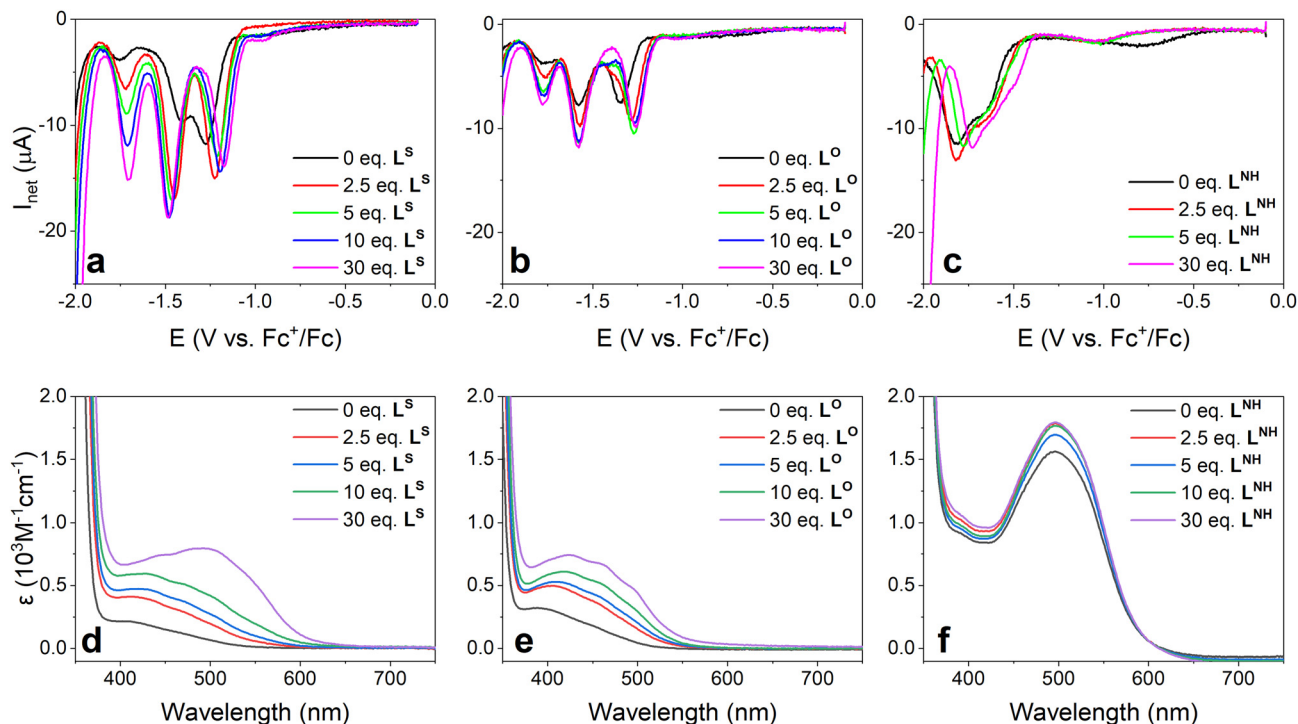 0
-10
-20
I_net (μA)
0 eq. L^S
2.5 eq. L^S
5 eq. L^S
10 eq. L^S
30 eq. L^S
a
-2.0 -1.5 -1.0 -0.5 0.0
E (V vs. Fc⁺/Fc)
0
-10
-20
0 eq. L^O
2.5 eq. L^O
5 eq. L^O
10 eq. L^O
30 eq. L^O
b
-2.0 -1.5 -1.0 -0.5 0.0
E (V vs. Fc⁺/Fc)
0
-10
-20
0 eq. L^NH
2.5 eq. L^NH
5 eq. L^NH
30 eq. L^NH
c
-2.0 -1.5 -1.0 -0.5 0.0
E (V vs. Fc⁺/Fc)
2.0
1.5
1.0
0.5
0.0
ε (10³M⁻¹cm⁻¹)
0 eq. L^S
2.5 eq. L^S
5 eq. L^S
10 eq. L^S
30 eq. L^S
d
400 500 600 700
Wavelength (nm)
2.0
1.5
1.0
0.5
0.0
0 eq. L^O
2.5 eq. L^O
5 eq. L^O
10 eq. L^O
30 eq. L^O
e
400 500 600 700
Wavelength (nm)
2.0
1.5
1.0
0.5
0.0
0 eq. L^NH
2.5 eq. L^NH
5 eq. L^NH
10 eq. L^NH
30 eq. L^NH
f
400 500 600 700
Wavelength (nm)